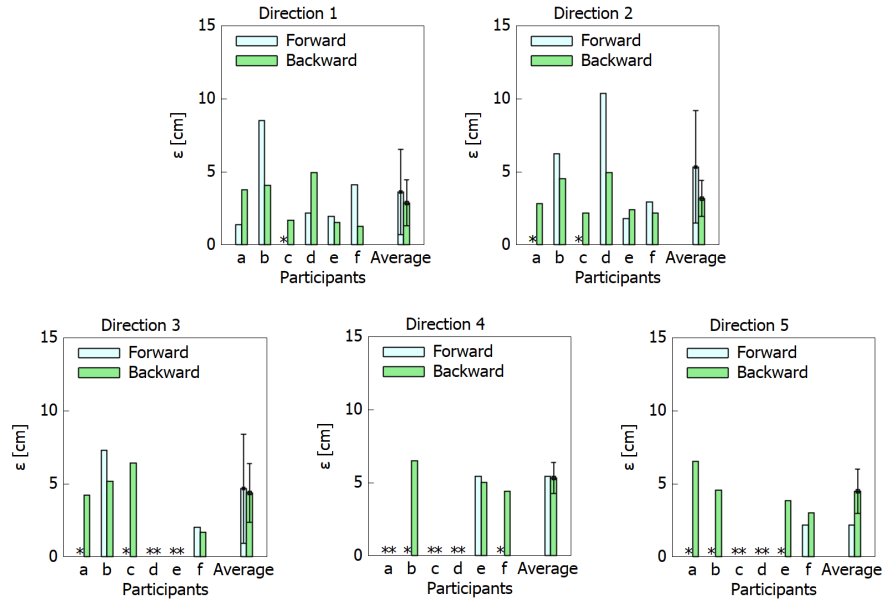 Direction 1
15
Forward
Backward
10
ε [cm]
5
0
*
a b c d e f Average
Participants
Direction 2
15
Forward
Backward
10
ε [cm]
5
0
* *
a b c d e f Average
Participants
Direction 3
15
Forward
Backward
10
ε [cm]
5
0
* * ** **
a b c d e f Average
Participants
Direction 4
15
Forward
Backward
10
ε [cm]
5
0
** * ** ** *
a b c d e f Average
Participants
Direction 5
15
Forward
Backward
10
ε [cm]
5
0
* * ** ** *
a b c d e f Average
Participants